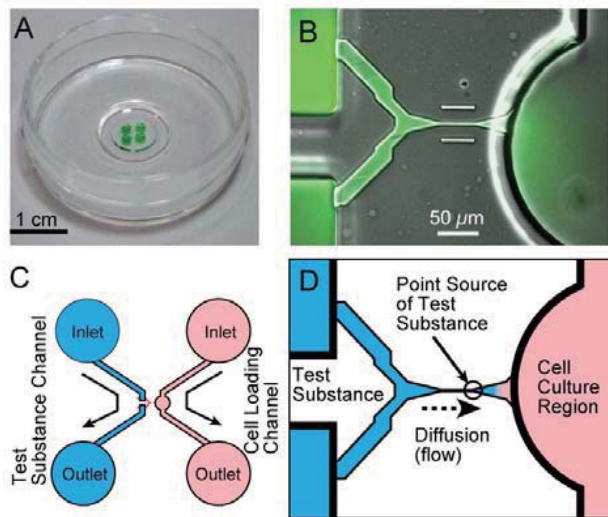 A
1 cm
B
50 µm
C
Test
Substance Channel
Inlet
Outlet
Inlet
Outlet
Cell Loading
Channel
D
Point Source
of Test
Substance
Test
Substance
Diffusion
(flow)
Cell
Culture
Region